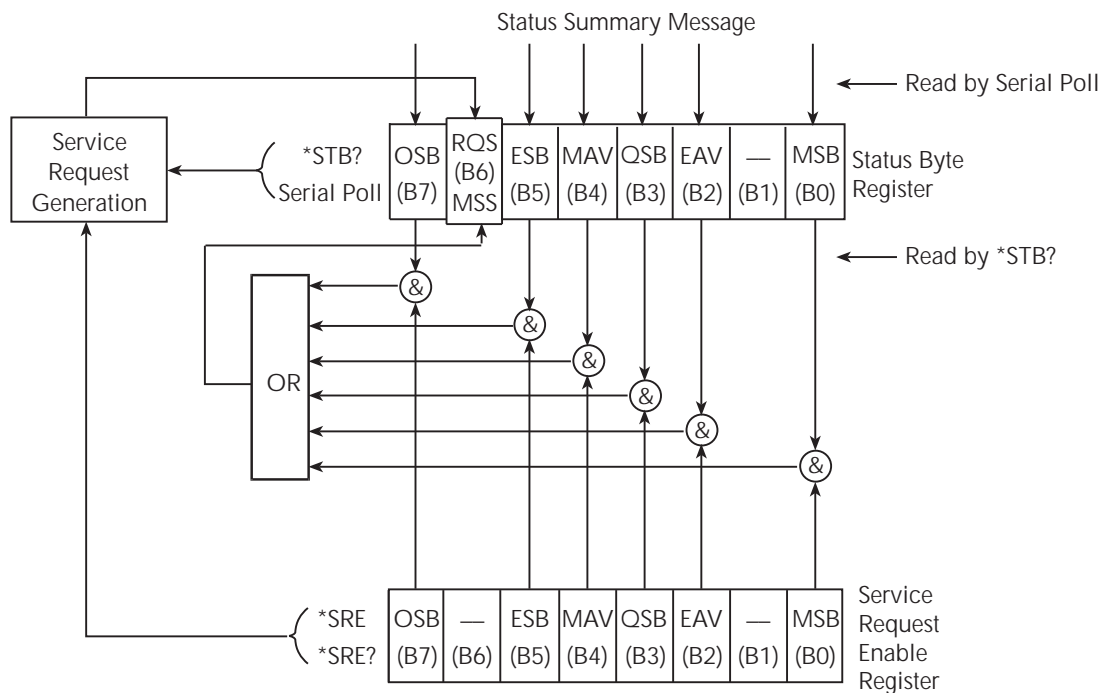 Status Summary Message
Read by Serial Poll
Service
Request
Generation
*STB?
Serial Poll
OSB
(B7)
RQS
(B6)
MSS
ESB
(B5)
MAV
(B4)
QSB
(B3)
EAV
(B2)
—
(B1)
MSB
(B0)
Status Byte
Register
Read by *STB?
&
&
&
&
&
&
OR
*SRE
*SRE?
OSB
(B7)
—
(B6)
ESB
(B5)
MAV
(B4)
QSB
(B3)
EAV
(B2)
—
(B1)
MSB
(B0)
Service
Request
Enable
Register